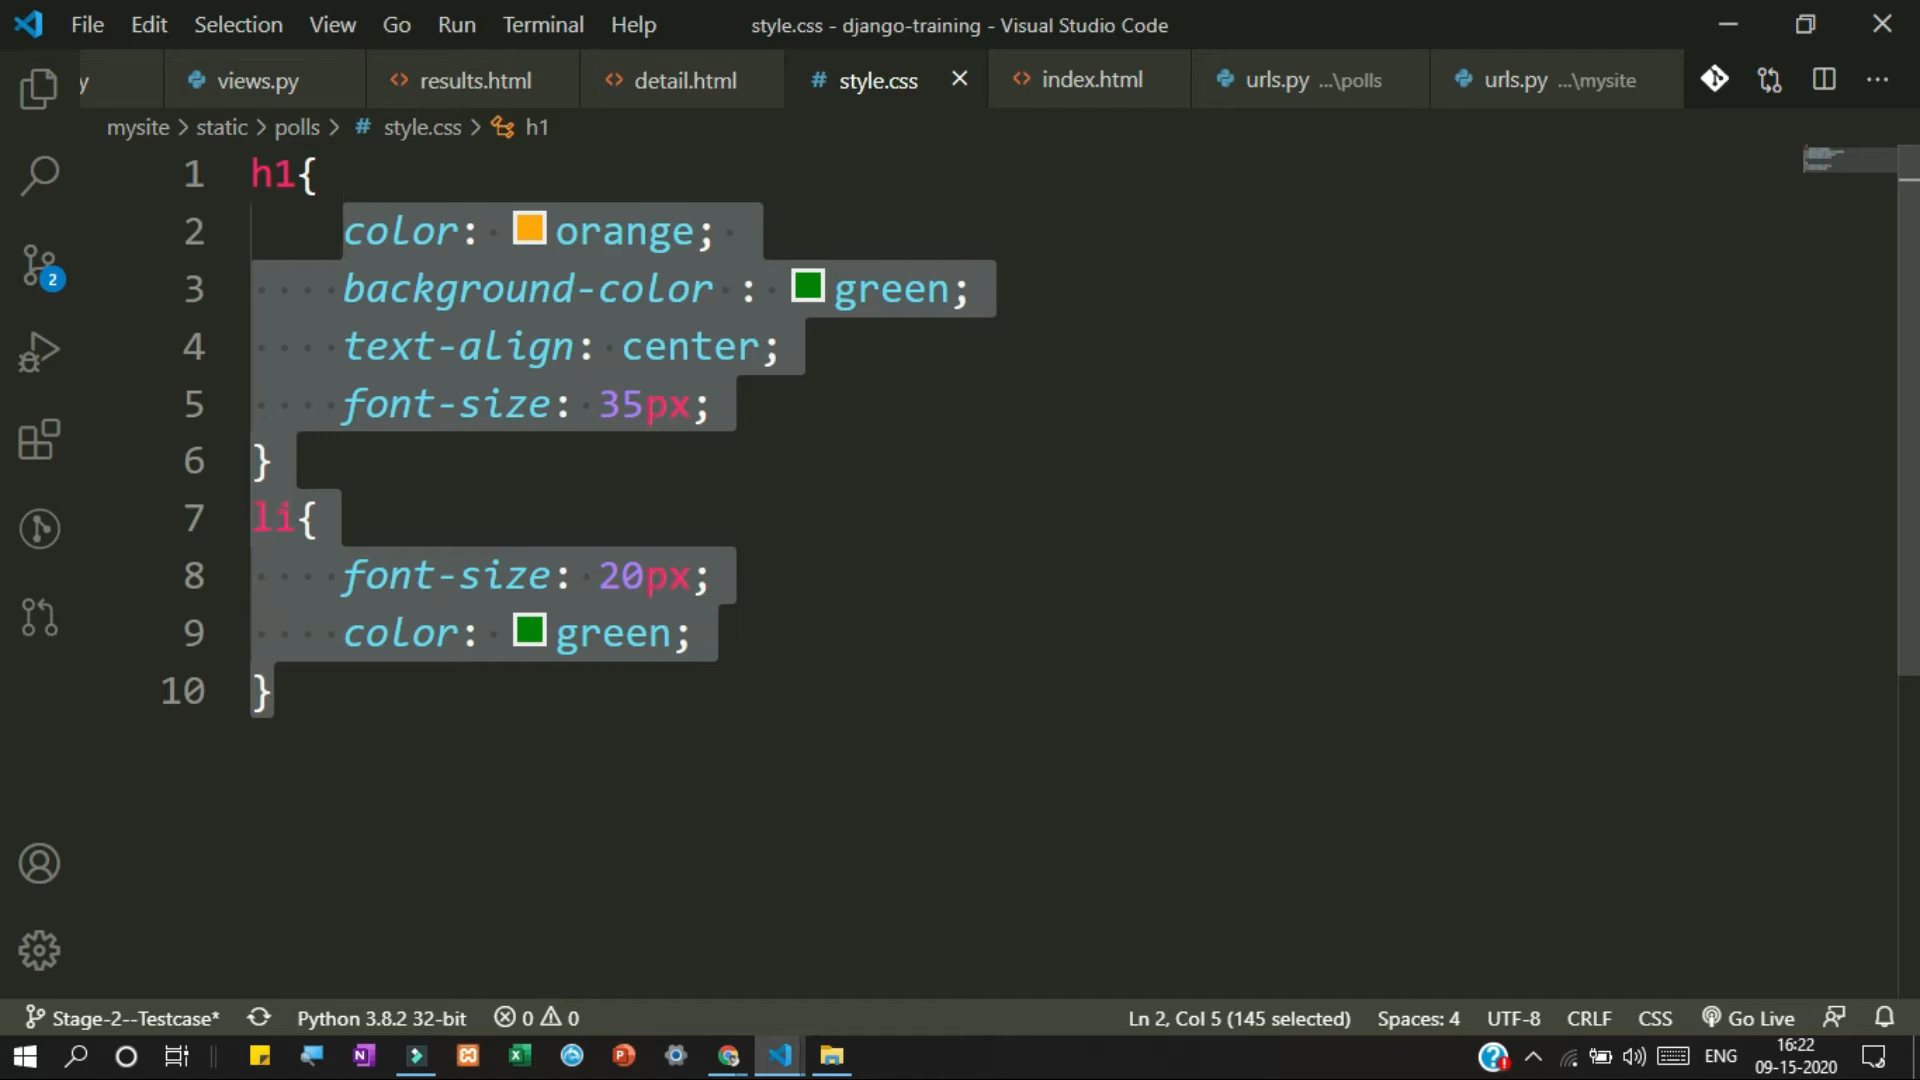 File Edit Selection View Go Run Terminal Help style.css - django-training - Visual Studio Code
y views.py results.html detail.html # style.css index.html urls.py ...\polls urls.py ...\mysite
mysite > static > polls > # style.css > h1
1 h1{
2 color: orange;
3 background-color : green;
4 text-align: center;
5 font-size: 35px;
6 }
7 li{
8 font-size: 20px;
9 color: green;
10 }
2
Stage-2--Testcase* Python 3.8.2 32-bit 0 0 Ln 2, Col 5 (145 selected) Spaces: 4 UTF-8 CRLF CSS Go Live
ENG 16:22
09-15-2020